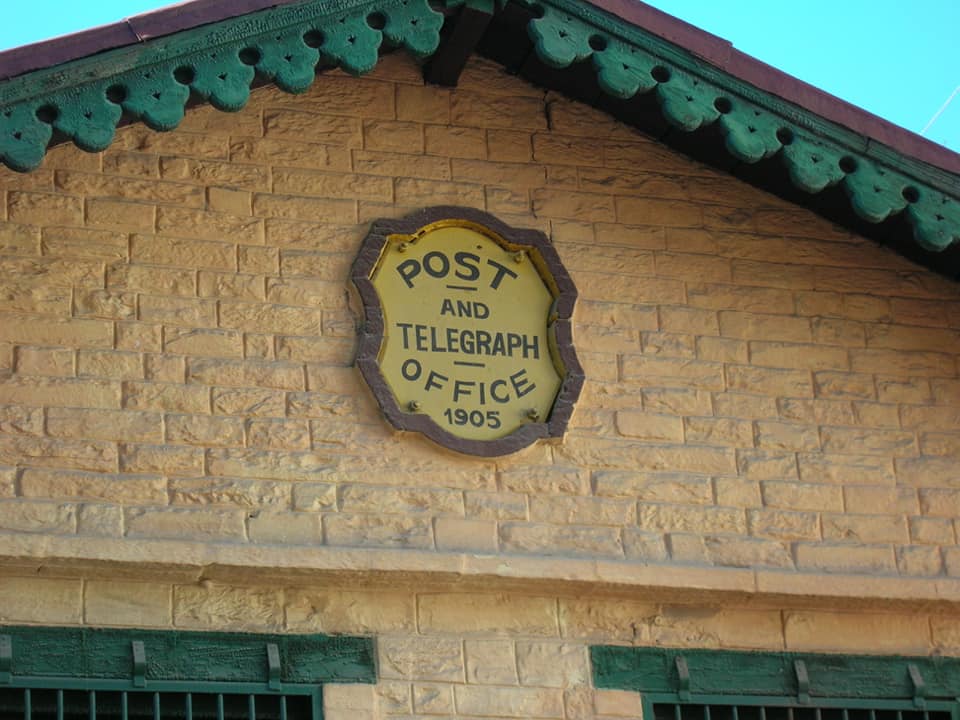 POST
AND
TELEGRAPH
OFFICE
1905